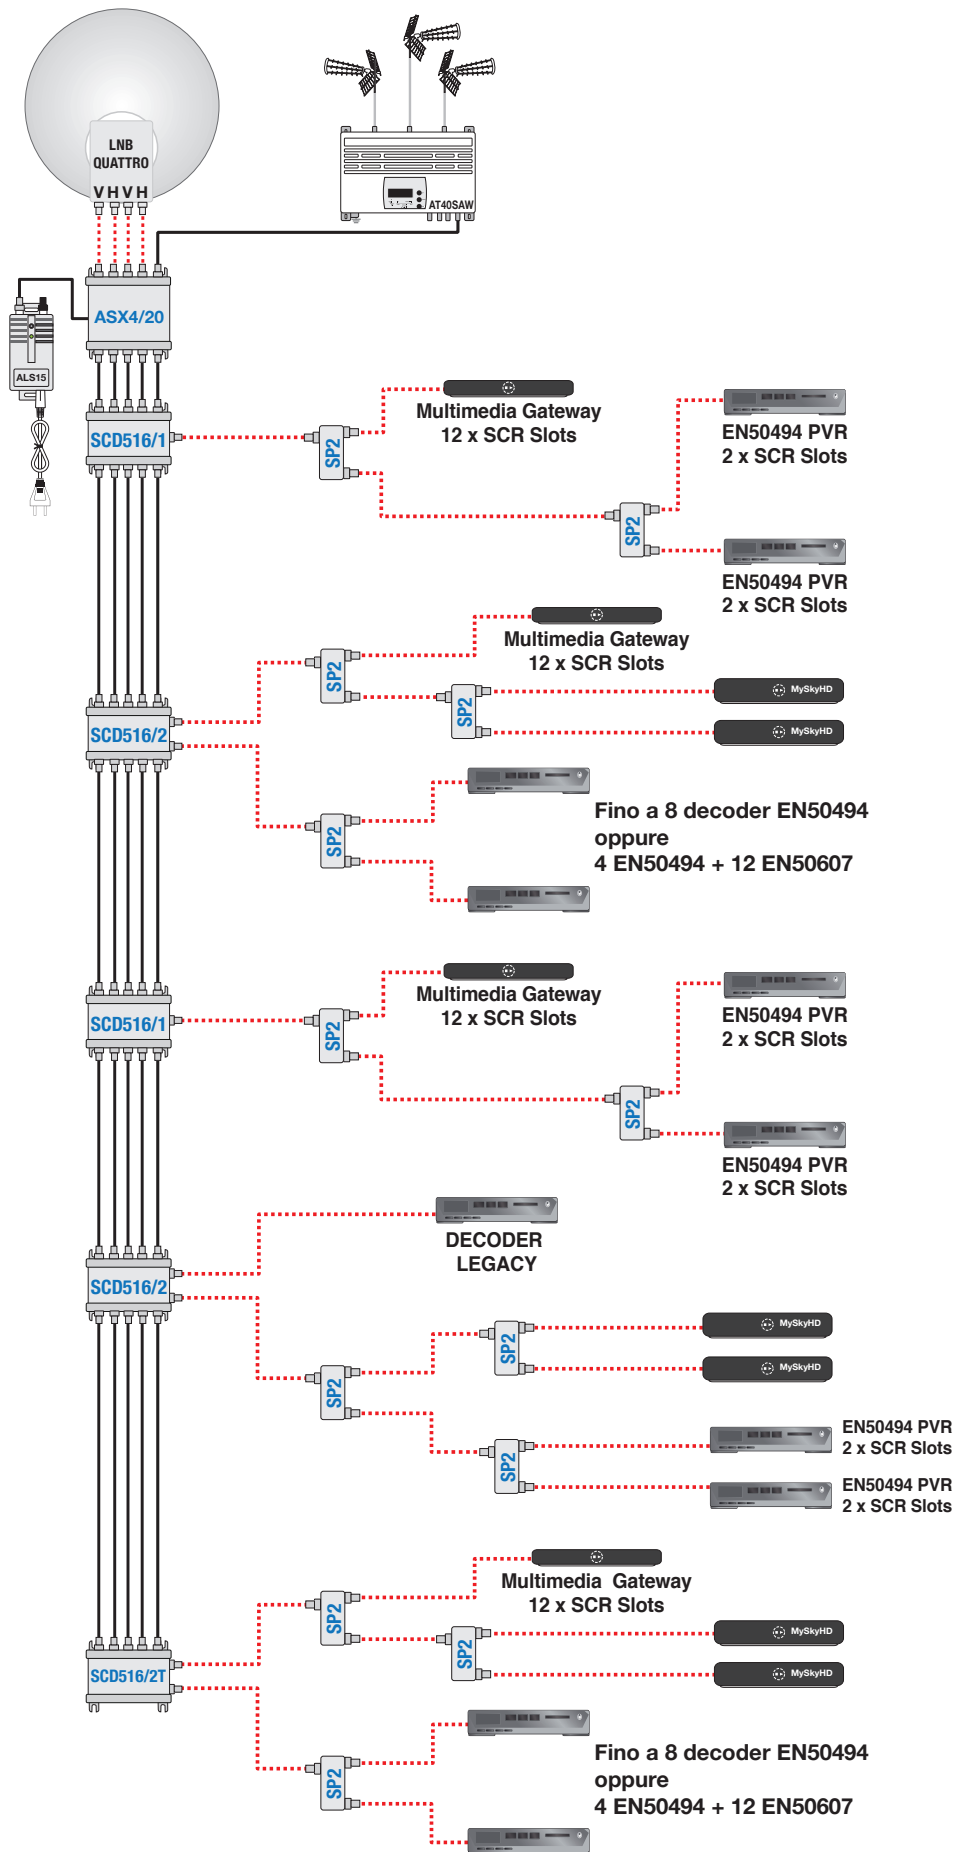 LNB
QUATTRO
V H V H
AT40SAW
ASX4/20
ALS15
SCD516/1
SP2
Multimedia Gateway
12 x SCR Slots
EN50494 PVR
2 x SCR Slots
SP2
EN50494 PVR
2 x SCR Slots
SCD516/2
SP2
Multimedia Gateway
12 x SCR Slots
SP2
MySkyHD
MySkyHD
SP2
Fino a 8 decoder EN50494
oppure
4 EN50494 + 12 EN50607
SCD516/1
SP2
Multimedia Gateway
12 x SCR Slots
EN50494 PVR
2 x SCR Slots
SP2
EN50494 PVR
2 x SCR Slots
SCD516/2
DECODER
LEGACY
SP2
SP2
MySkyHD
MySkyHD
SP2
EN50494 PVR
2 x SCR Slots
EN50494 PVR
2 x SCR Slots
SCD516/2T
SP2
Multimedia Gateway
12 x SCR Slots
SP2
MySkyHD
MySkyHD
SP2
Fino a 8 decoder EN50494
oppure
4 EN50494 + 12 EN50607